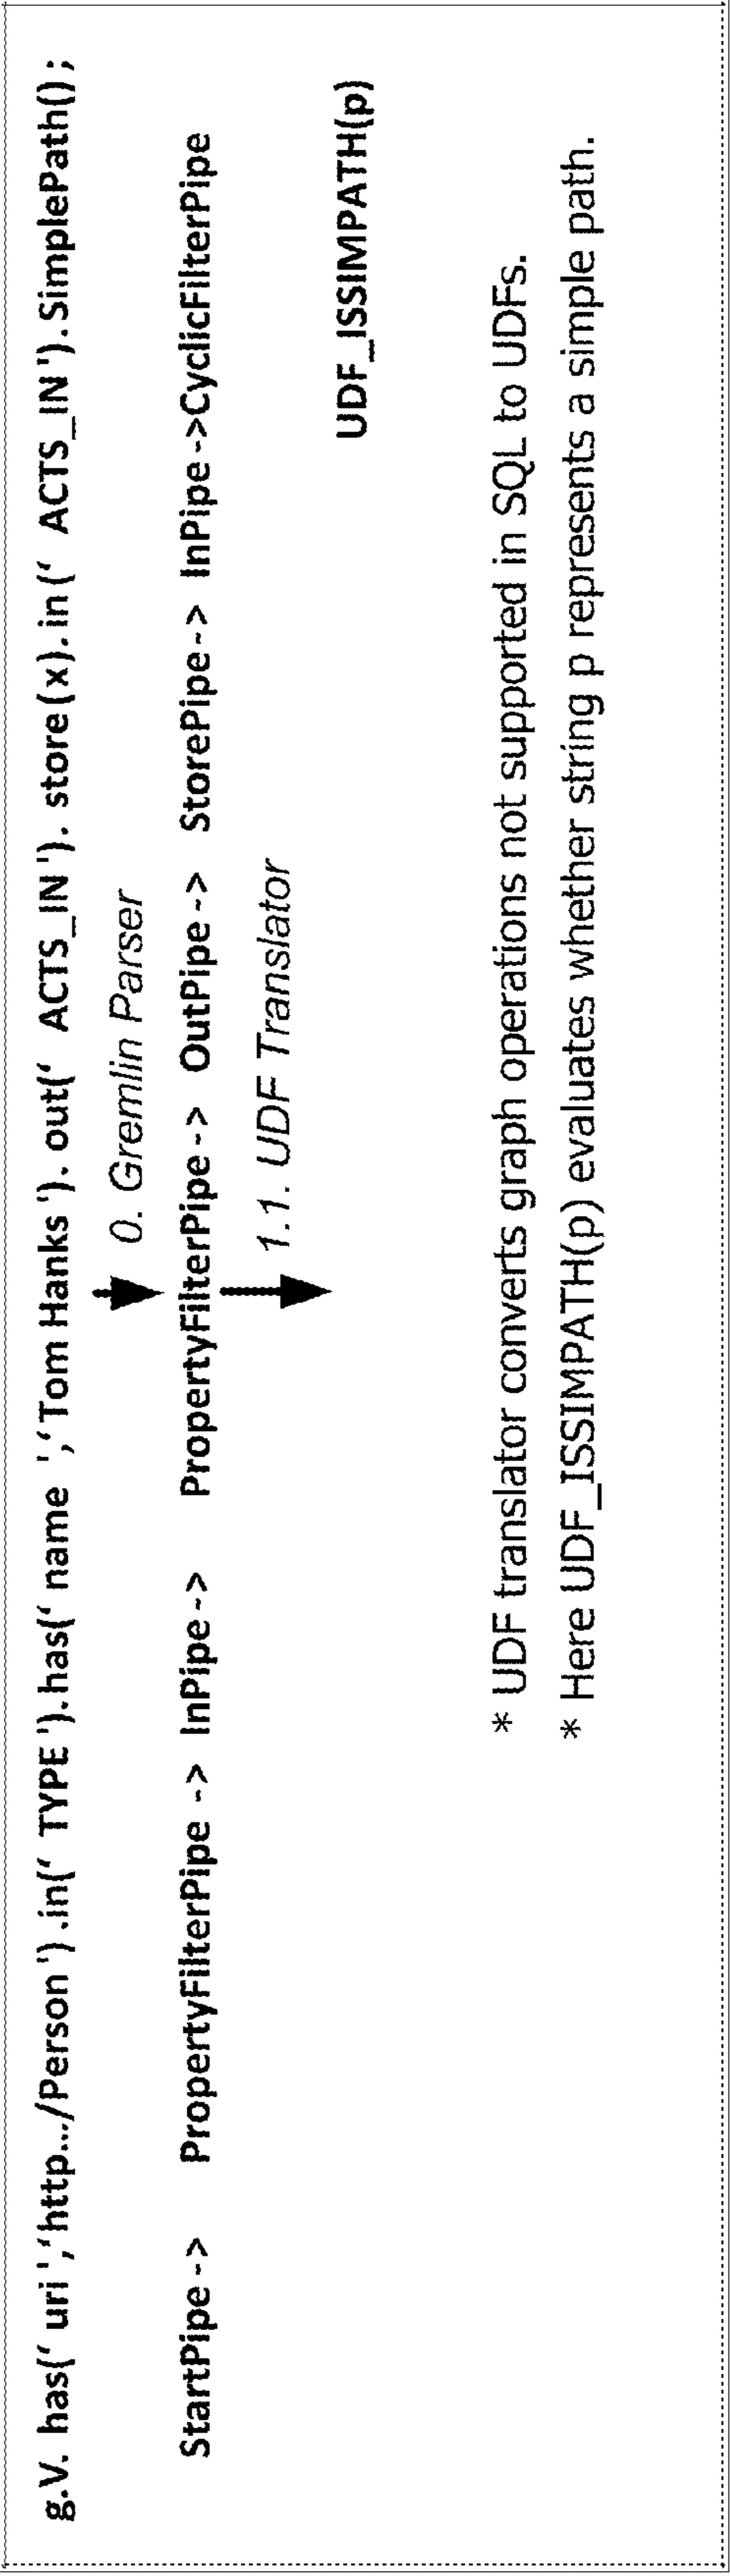 g.V. has(‘ uri ','http.../Person ') .in(‘ TYPE ').has(‘ name ',‘Tom Hanks '). out(‘ ACTS_IN '). store(x).in(‘ ACTS_IN ').SimplePath();
0. Gremlin Parser
StartPipe-> PropertyFilterPipe -> InPipe-> PropertyFilterPipe-> OutPipe-> StorePipe-> InPipe->CyclicFilterPipe
1.1. UDF Translator
UDF_ISSIMPATH(p)
* UDF translator converts graph operations not supported in SQL to UDFs.
* Here UDF_ISSIMPATH(p) evaluates whether string p represents a simple path.